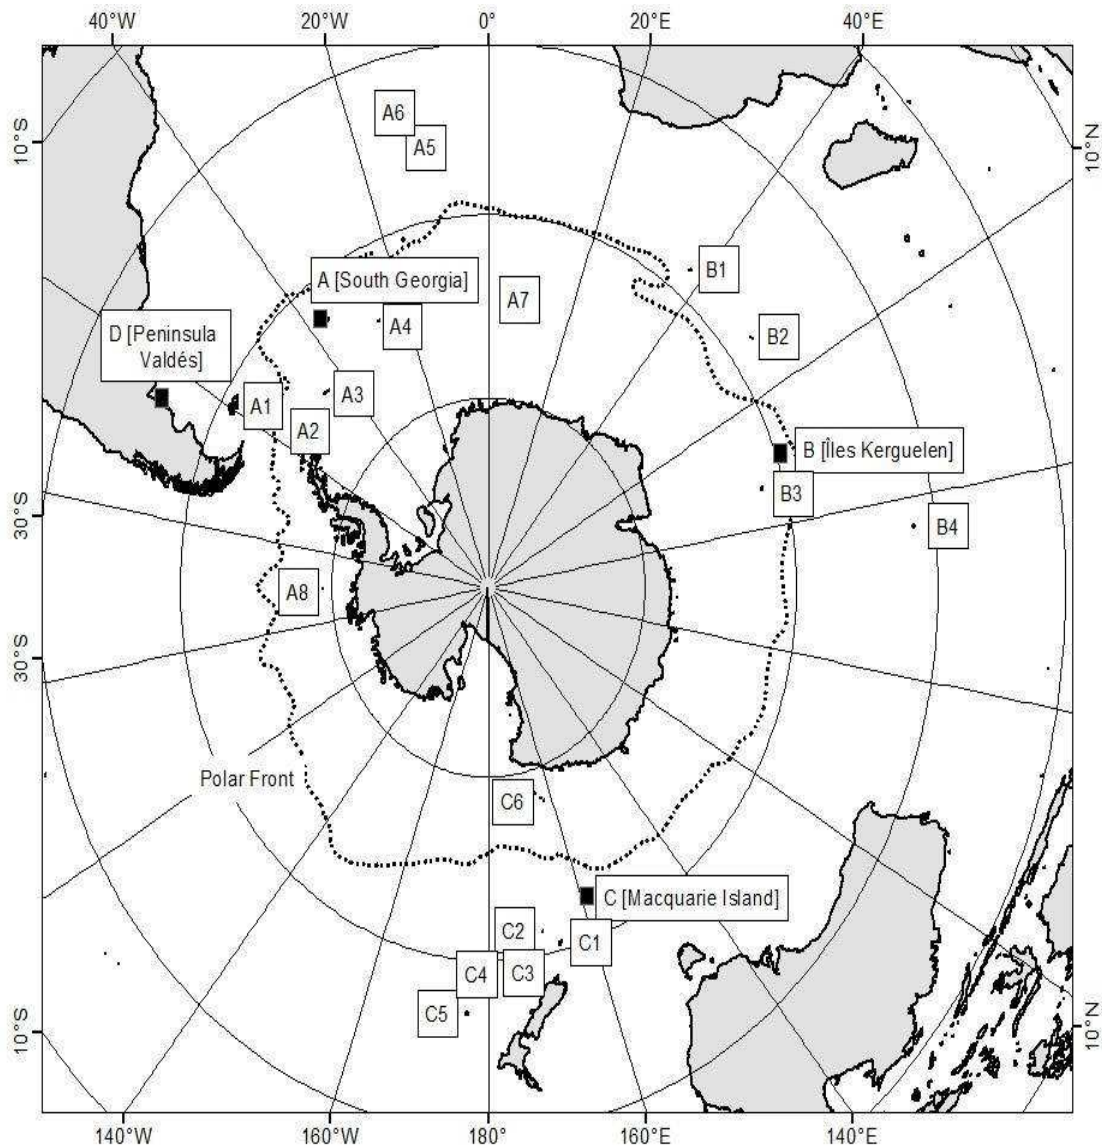 40°W
20°W
0°
20°E
40°E
10°S
10°N
A6
A5
B1
A [South Georgia]
A7
A4
B2
D [Peninsula
Valdés]
A3
A1
A2
B [Îles Kerguelen]
B3
30°S
B4
A8
30°S
Polar Front
C6
C [Macquarie Island]
C2
C1
C4
C3
C5
10°S
10°N
140°W
160°W
180°
160°E
140°E